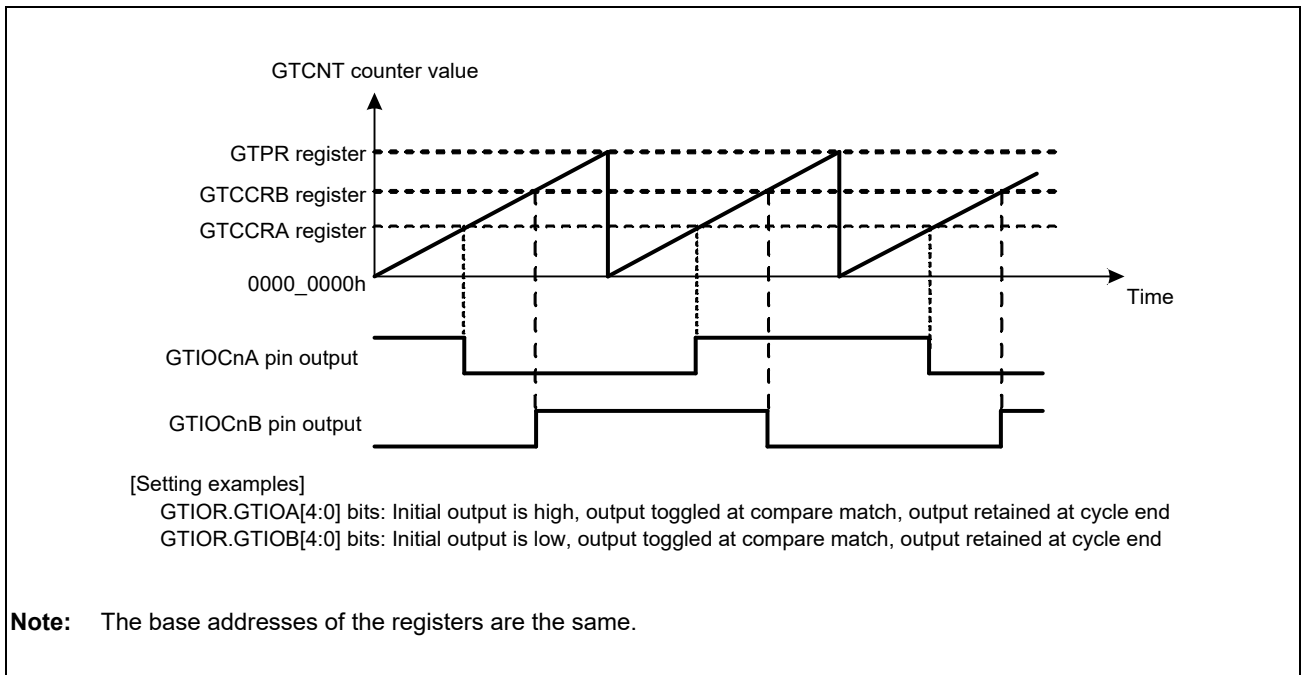 GTCNT counter value
GTPR register
GTCCRB register
GTCCRA register
0000_0000h
Time
GTIOCnA pin output
GTIOCnB pin output
[Setting examples]
GTIOR.GTIOA[4:0] bits: Initial output is high, output toggled at compare match, output retained at cycle end
GTIOR.GTIOB[4:0] bits: Initial output is low, output toggled at compare match, output retained at cycle end
Note: The base addresses of the registers are the same.